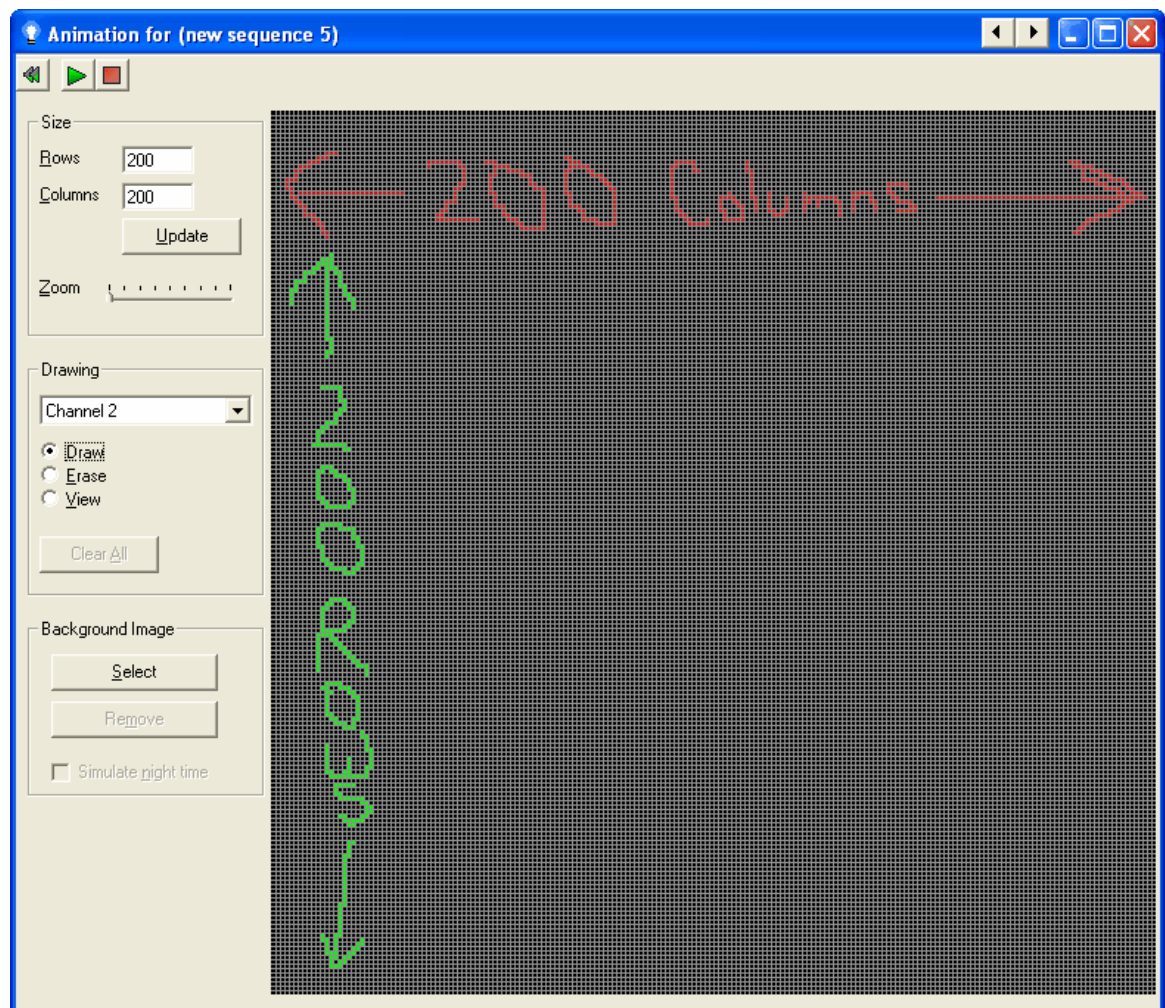 Animation for (new sequence 5)
Size
Rows 200
Columns 200
Update
Zoom
Drawing
Channel 2
Draw
Erase
View
Clear All
Background Image
Select
Remove
Simulate night time
200 Columns
200 Rows